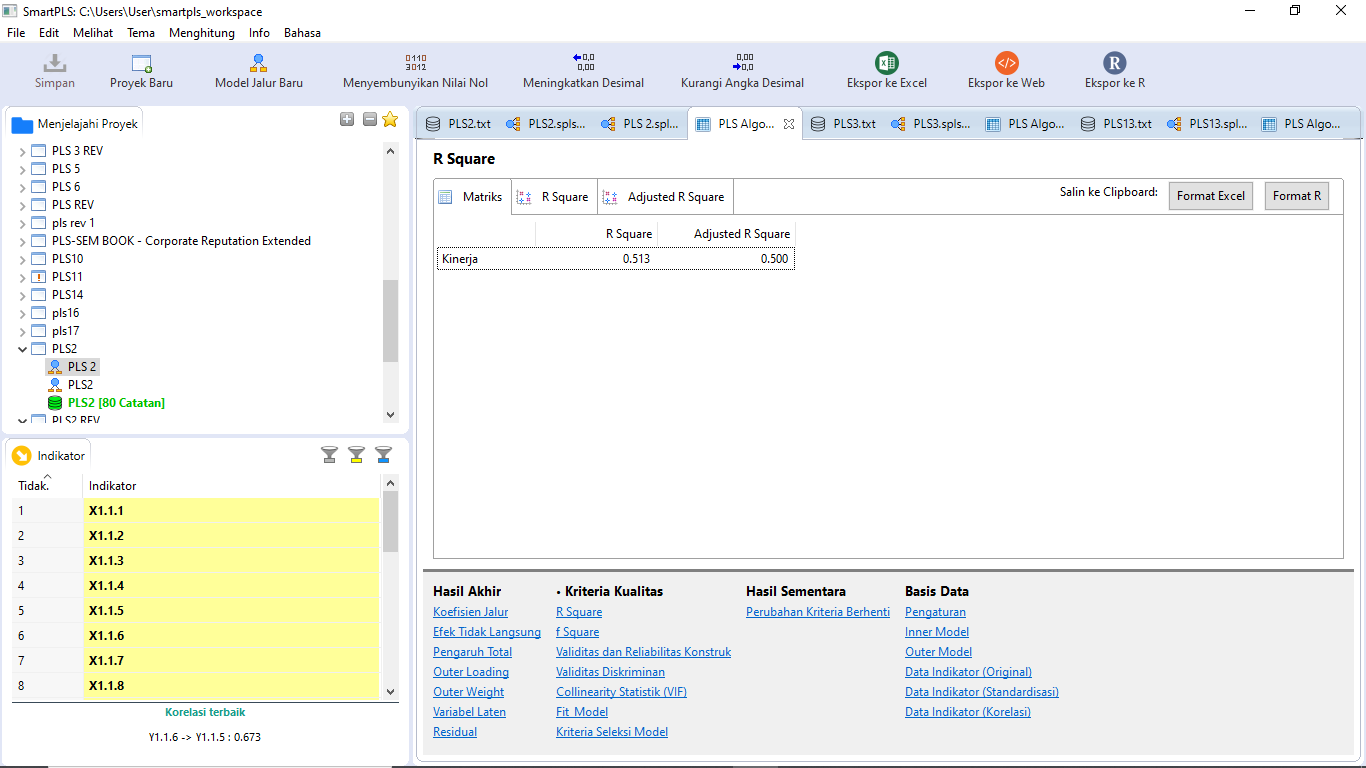 SmartPLS: C:\Users\User\smartpls_workspace
File Edit Melihat Tema Menghitung Info Bahasa
0110
3012
0,0
0,00
0,00
0,0
Simpan Proyek Baru Model Jalur Baru Menyembunyikan Nilai Nol Meningkatkan Desimal Kurangi Angka Desimal Ekspor ke Excel Ekspor ke Web Ekspor ke R
Menjelajahi Proyek
PLS 3 REV
PLS 5
PLS 6
PLS REV
pls rev 1
PLS-SEM BOOK - Corporate Reputation Extended
PLS10
PLS11
PLS14
pls16
pls17
PLS2
PLS 2
PLS2
PLS2 [80 Catatan]
PLS2 REV
Indikator
Tidak. Indikator
1 X1.1.1
2 X1.1.2
3 X1.1.3
4 X1.1.4
5 X1.1.5
6 X1.1.6
7 X1.1.7
8 X1.1.8
Korelasi terbaik
Y1.1.6 -> Y1.1.5 : 0.673
PLS2.txt PLS2.spls... PLS 2.spl... PLS Algo... PLS3.txt PLS3.spls... PLS Algo... PLS13.txt PLS13.spl... PLS Algo...
R Square
Matriks R Square Adjusted R Square Salin ke Clipboard: Format Excel Format R
R Square Adjusted R Square
Kinerja 0.513 0.500
Hasil Akhir
Koefisien Jalur
Efek Tidak Langsung
Pengaruh Total
Outer Loading
Outer Weight
Variabel Laten
Residual
• Kriteria Kualitas
R Square
f Square
Validitas dan Reliabilitas Konstruk
Validitas Diskriminan
Collinearity Statistik (VIF)
Fit_Model
Kriteria Seleksi Model
Hasil Sementara
Perubahan Kriteria Berhenti
Basis Data
Pengaturan
Inner Model
Outer Model
Data Indikator (Original)
Data Indikator (Standardisasi)
Data Indikator (Korelasi)